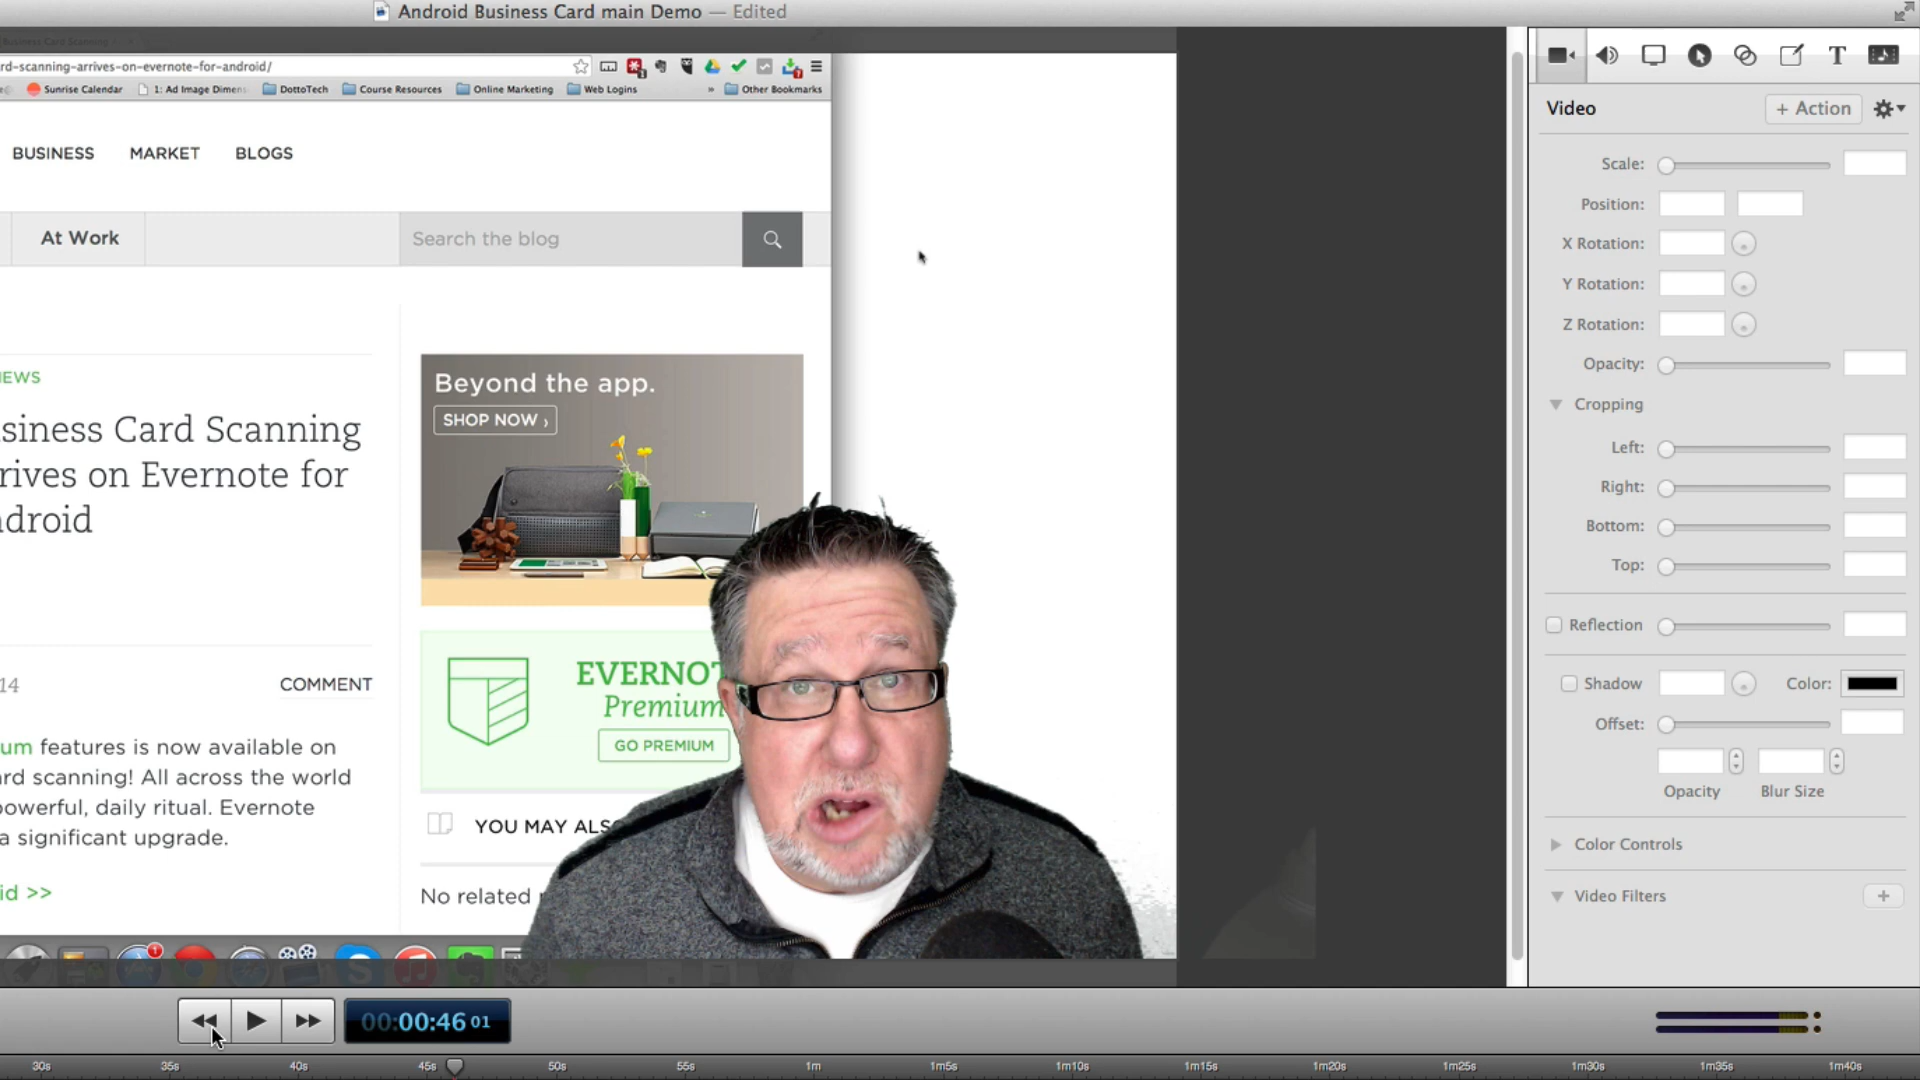 Android Business Card main Demo — Edited
rd-scanning-arrives-on-evernote-for-android/
Sunrise Calendar
1: Ad Image Dimens
DottoTech
Course Resources
Online Marketing
Web Logins
»
Other Bookmarks
BUSINESS
MARKET
BLOGS
At Work
Search the blog
EWS
siness Card Scanning
rives on Evernote for
ndroid
14
COMMENT
um features is now available on
rd scanning! All across the world
powerful, daily ritual. Evernote
a significant upgrade.
id >>
Beyond the app.
SHOP NOW ›
EVERNOT
Premium
GO PREMIUM
YOU MAY ALS
No related
Video
+ Action
Scale:
Position:
X Rotation:
Y Rotation:
Z Rotation:
Opacity:
Cropping
Left:
Right:
Bottom:
Top:
Reflection
Shadow
Color:
Offset:
Opacity
Blur Size
Color Controls
Video Filters
+
00:00:46 01
30s
35s
40s
45s
50s
55s
1m
1m5s
1m10s
1m15s
1m20s
1m25s
1m30s
1m35s
1m40s